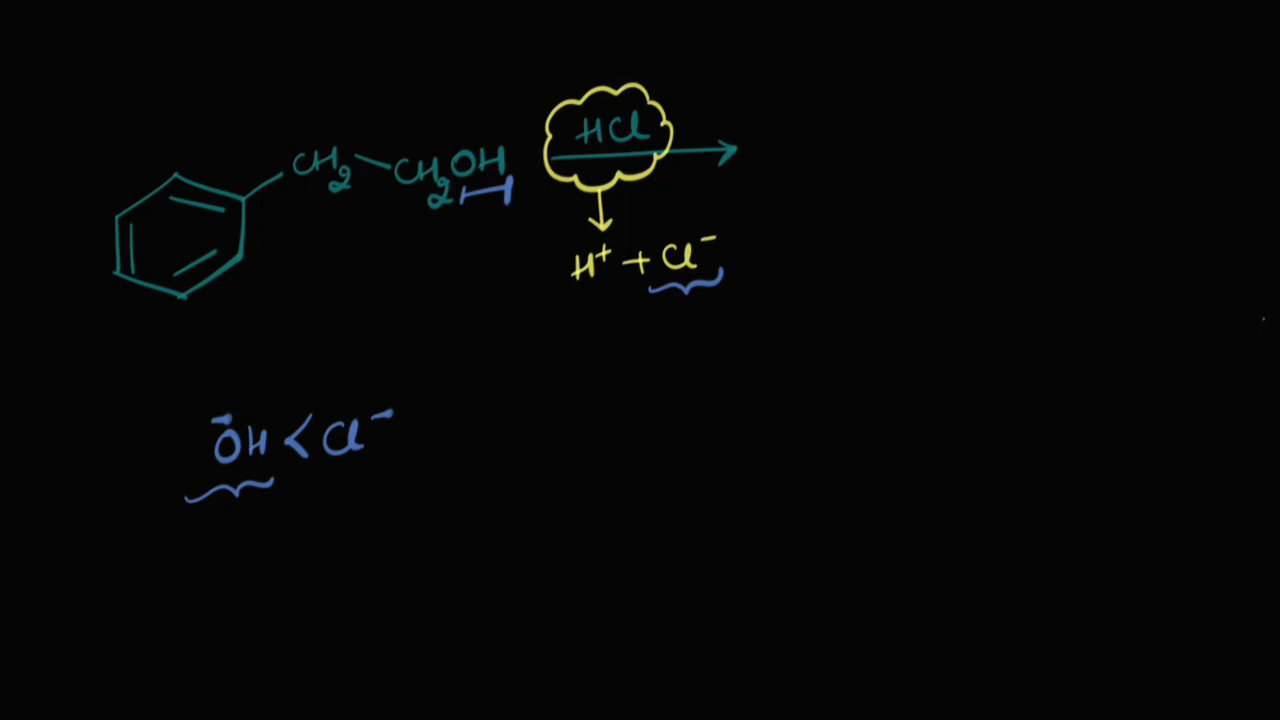 CH₂-CH₂OH HCl
H⁺ + Cl⁻
⁻OH < Cl⁻